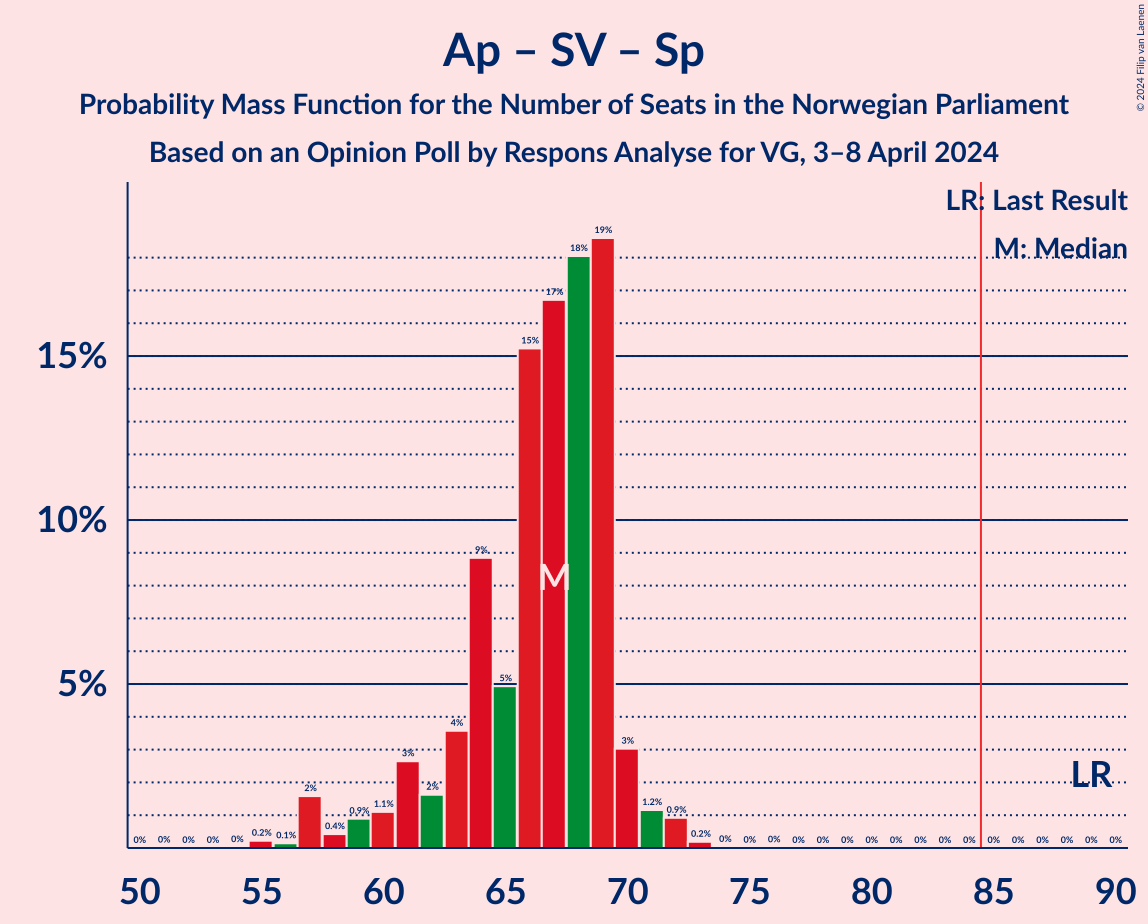 Ap – SV – Sp
Probability Mass Function for the Number of Seats in the Norwegian Parliament
Based on an Opinion Poll by Respons Analyse for VG, 3–8 April 2024
© 2024 Filip van Laenen
LR: Last Result
M: Median
15%
10%
5%
0% 0% 0% 0% 0% 0.2% 0.1% 2% 0.4% 0.9% 1.1% 3% 2% 4% 9% 5% 15% 17% 18% 19% 3% 1.2% 0.9% 0.2% 0% 0% 0% 0% 0% 0% 0% 0% 0% 0% 0% 0% 0% 0% 0% 0% 0%
M
LR
50 55 60 65 70 75 80 85 90